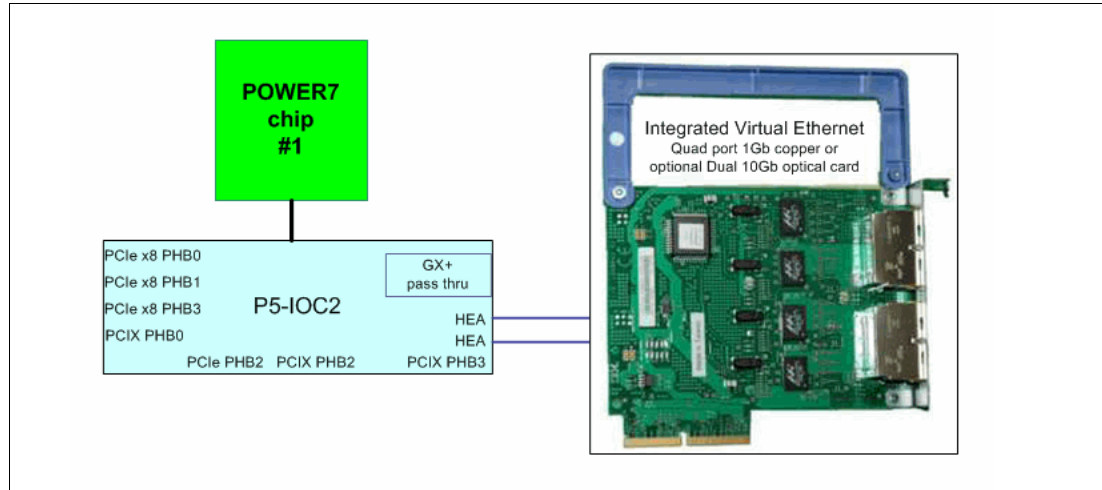 POWER7
chip
#1
Integrated Virtual Ethernet
Quad port 1Gb copper or
optional Dual 10Gb optical card
PCIe x8 PHB0
PCIe x8 PHB1
PCIe x8 PHB3
PCIX PHB0
P5-IOC2
GX+
pass thru
HEA
HEA
PCIe PHB2 PCIX PHB2 PCIX PHB3